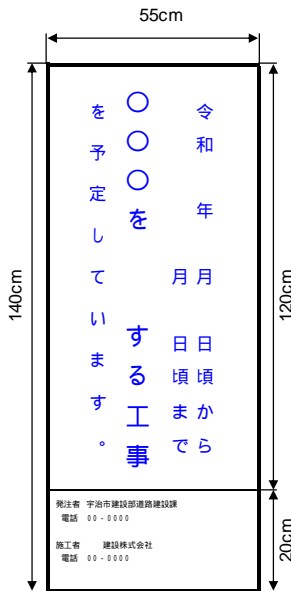 55cm
140cm
120cm
20cm
令和 年 月 日頃から
月 日頃まで
〇〇〇を する工事
を予定しています。
発注者 宇治市建設部道路建設課
電話 00-0000
施工者 建設株式会社
電話 00-0000